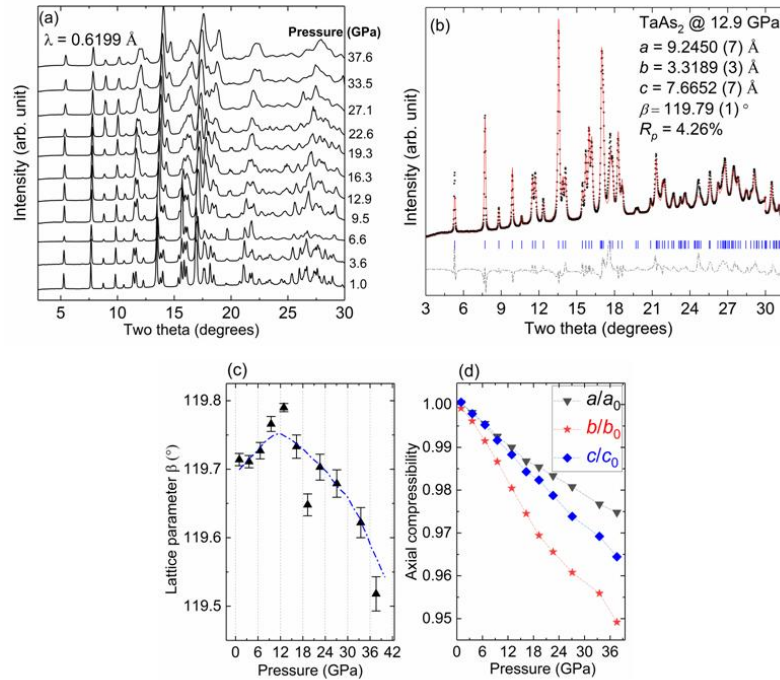 (a)
λ = 0.6199 Å
Pressure (GPa)
37.6
33.5
27.1
22.6
19.3
16.3
12.9
9.5
6.6
3.6
1.0
Intensity (arb. unit)
5 10 15 20 25 30
Two theta (degrees)
(b)
TaAs2 @ 12.9 GPa
a = 9.2450 (7) Å
b = 3.3189 (3) Å
c = 7.6652 (7) Å
β = 119.79 (1) °
Rp = 4.26%
Intensity (arb. unit)
3 6 9 12 15 18 21 24 27 30
Two theta (degrees)
(c)
119.8
119.7
119.6
119.5
Lattice parameter β (°)
0 6 12 18 24 30 36 42
Pressure (GPa)
(d)
1.00
0.99
0.98
0.97
0.96
0.95
Axial compressibility
a/a0
b/b0
c/c0
0 6 12 18 24 30 36
Pressure (GPa)